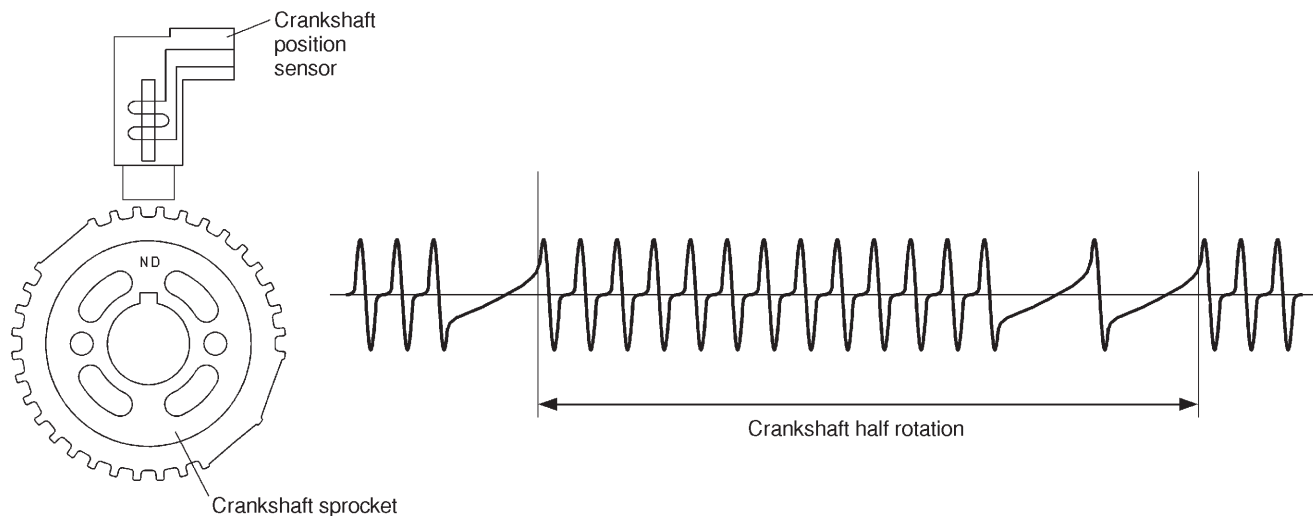 Crankshaft
position
sensor
ND
Crankshaft half rotation
Crankshaft sprocket